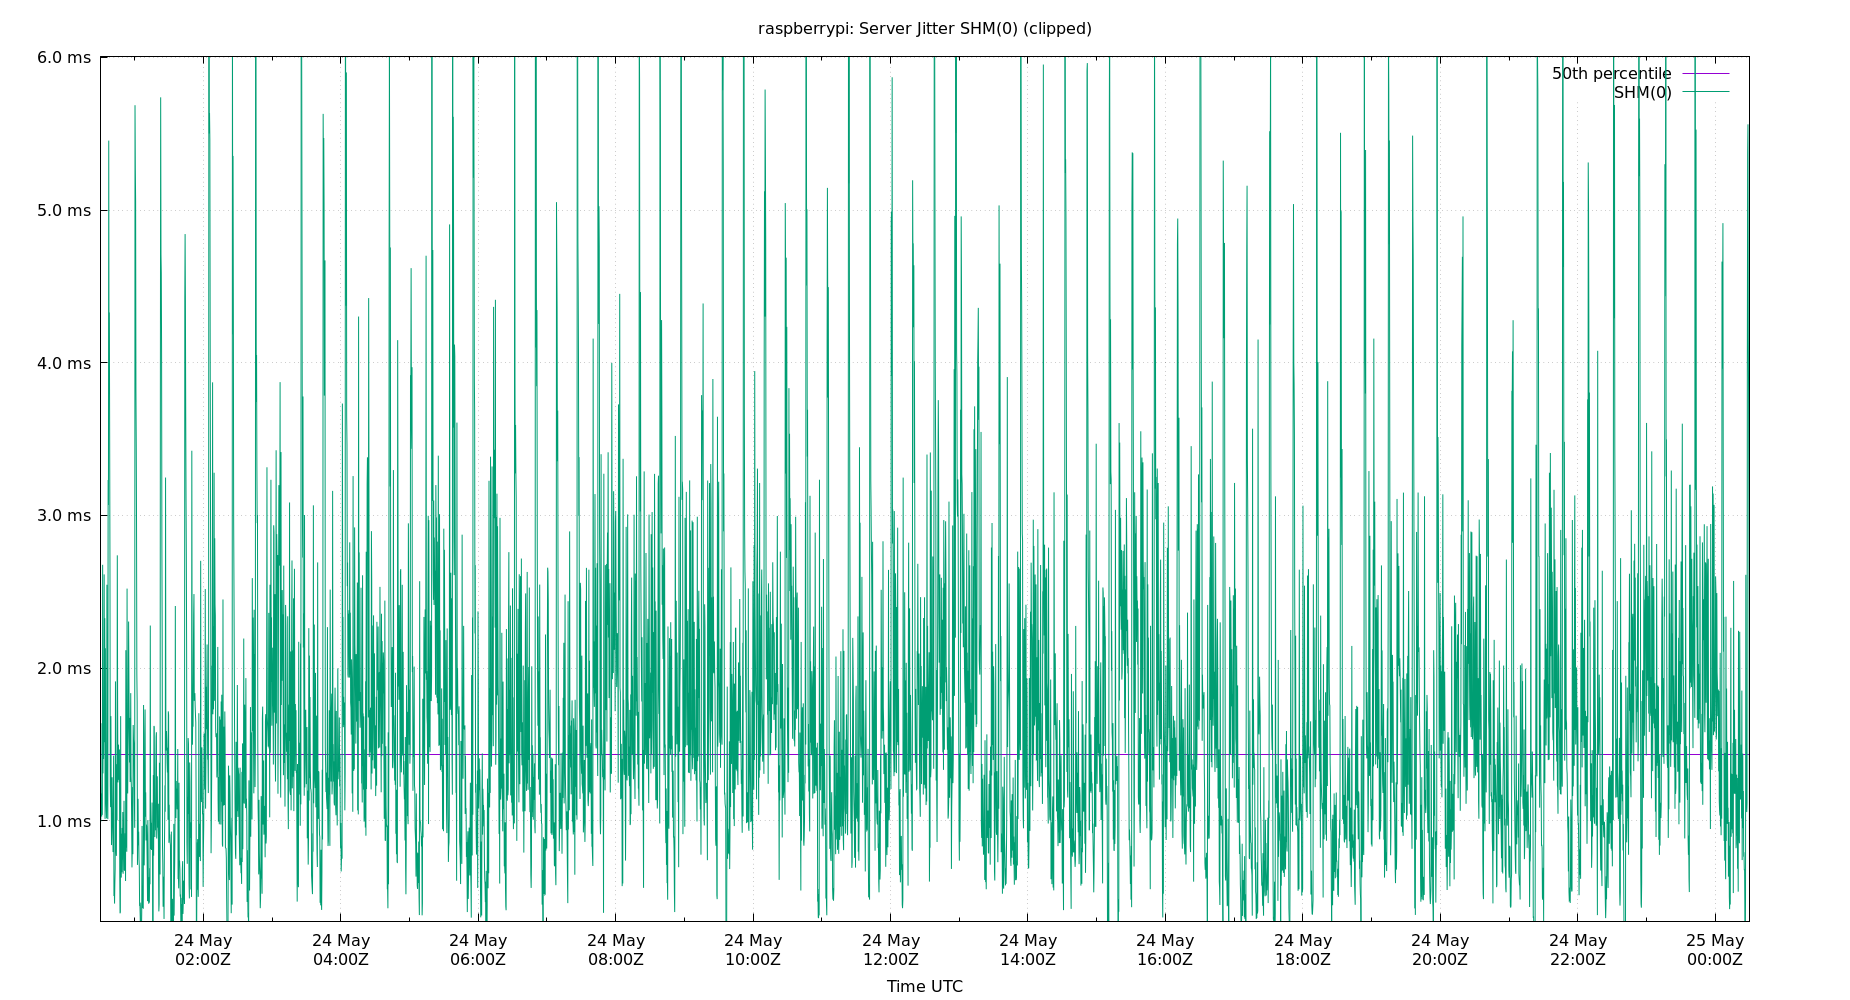 raspberrypi: Server Jitter SHM(0) (clipped)
6.0 ms
50th percentile
SHM(0)
5.0 ms
4.0 ms
3.0 ms
2.0 ms
1.0 ms
24 May 24 May 24 May 24 May 24 May 24 May 24 May 24 May 24 May 24 May 24 May 25 May
02:00Z 04:00Z 06:00Z 08:00Z 10:00Z 12:00Z 14:00Z 16:00Z 18:00Z 20:00Z 22:00Z 00:00Z
Time UTC